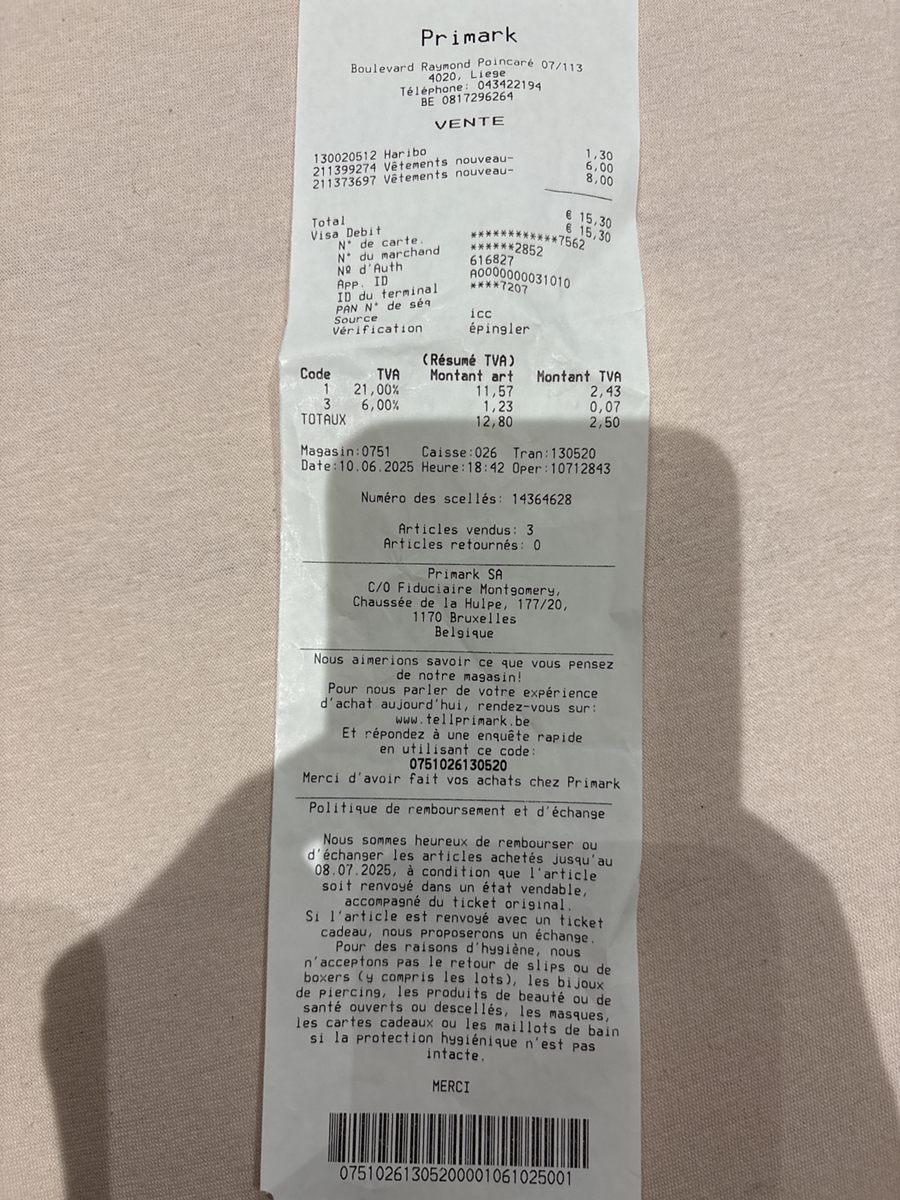 Primark
Boulevard Raymond Poincaré 07/113
4020, Liege
Téléphone: 043422194
BE 0817296264
VENTE
130020512 Haribo 1,30
211399274 Vêtements nouveau- 6,00
211373697 Vêtements nouveau- 8,00
Total € 15,30
Visa Debit € 15,30
N° de carte. ************7562
N° du marchand ******2852
Nº d'Auth 616827
App. ID A0000000031010
ID du terminal ****7207
PAN N° de séq
Source icc
Vérification épingler
(Résumé TVA)
Code TVA Montant art Montant TVA
1 21,00% 11,57 2,43
3 6,00% 1,23 0,07
TOTAUX 12,80 2,50
Magasin:0751 Caisse:026 Tran:130520
Date:10.06.2025 Heure:18:42 Oper:10712843
Numéro des scellés: 14364628
Articles vendus: 3
Articles retournés: 0
Primark SA
C/O Fiduciaire Montgomery,
Chaussée de la Hulpe, 177/20,
1170 Bruxelles
Belgique
Nous aimerions savoir ce que vous pensez
de notre magasin!
Pour nous parler de votre expérience
d'achat aujourd'hui, rendez-vous sur:
www.tellprimark.be
Et répondez à une enquête rapide
en utilisant ce code:
0751026130520
Merci d'avoir fait vos achats chez Primark
Politique de remboursement et d'échange
Nous sommes heureux de rembourser ou
d'échanger les articles achetés jusqu'au
08.07.2025, à condition que l'article
soit renvoyé dans un état vendable,
accompagné du ticket original.
Si l'article est renvoyé avec un ticket
cadeau, nous proposerons un échange.
Pour des raisons d'hygiène, nous
n'acceptons pas le retour de slips ou de
boxers (y compris les lots), les bijoux
de piercing, les produits de beauté ou de
santé ouverts ou descellés, les masques,
les cartes cadeaux ou les maillots de bain
si la protection hygiénique n'est pas
intacte.
MERCI
07510261305200001061025001